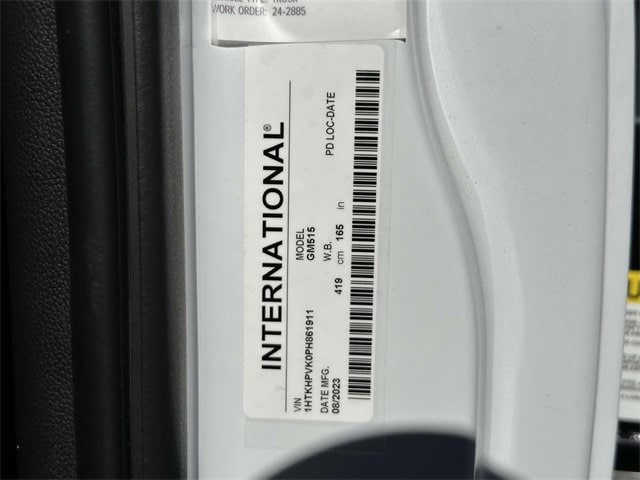 WORK ORDER: 24-2885
INTERNATIONAL®
VIN MODEL
1HTKHPVK0PH861911 GM515
DATE MFG. W.B. PD LOC-DATE
08/2023 419 cm 165 in